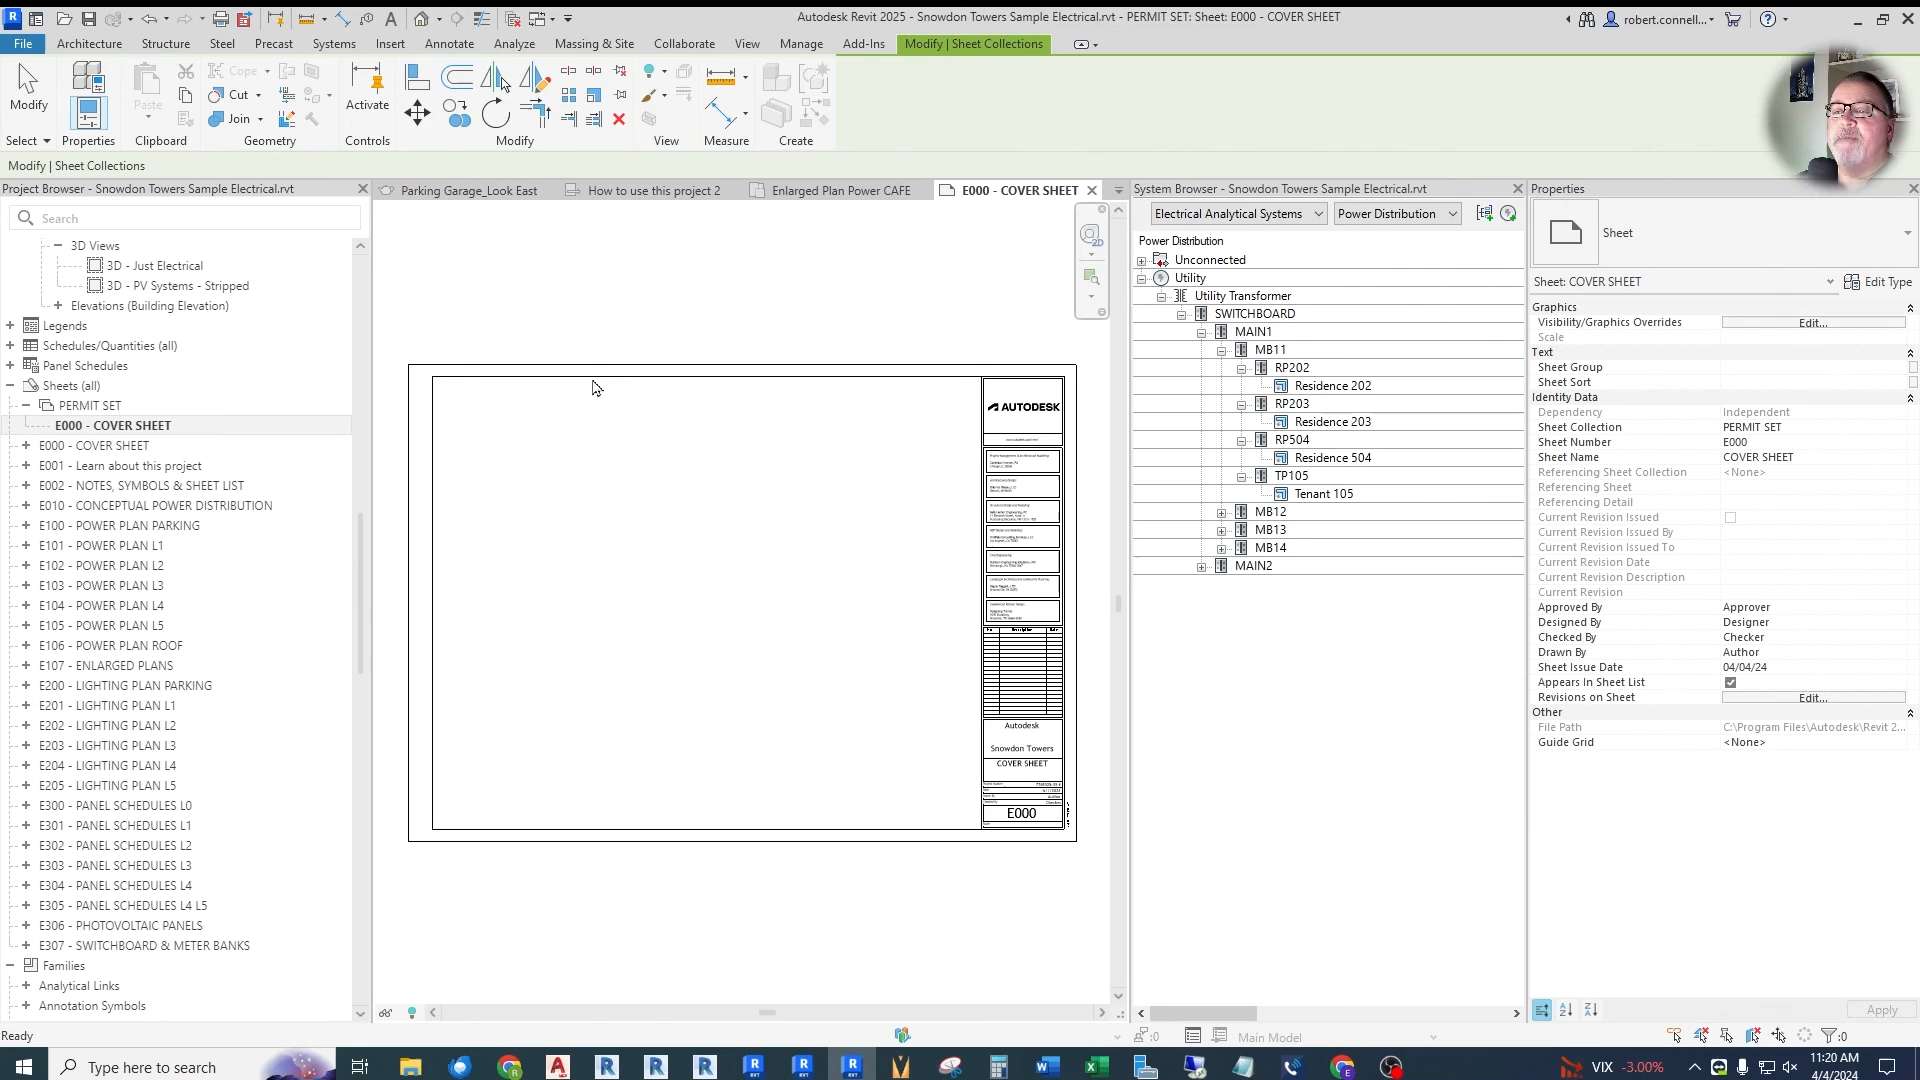 Autodesk Revit 2025 - Snowdon Towers Sample Electrical.rvt - PERMIT SET: Sheet: E000 - COVER SHEET
robert.connell...
File Architecture Structure Steel Precast Systems Insert Annotate Analyze Massing & Site Collaborate View Manage Add-Ins Modify | Sheet Collections
Modify Paste Cope Cut Join Activate
Select Properties Clipboard Geometry Controls Modify View Measure Create
Modify | Sheet Collections
Project Browser - Snowdon Towers Sample Electrical.rvt
Search
3D Views
3D - Just Electrical
3D - PV Systems - Stripped
Elevations (Building Elevation)
Legends
Schedules/Quantities (all)
Panel Schedules
Sheets (all)
PERMIT SET
E000 - COVER SHEET
E000 - COVER SHEET
E001 - Learn about this project
E002 - NOTES, SYMBOLS & SHEET LIST
E010 - CONCEPTUAL POWER DISTRIBUTION
E100 - POWER PLAN PARKING
E101 - POWER PLAN L1
E102 - POWER PLAN L2
E103 - POWER PLAN L3
E104 - POWER PLAN L4
E105 - POWER PLAN L5
E106 - POWER PLAN ROOF
E107 - ENLARGED PLANS
E200 - LIGHTING PLAN PARKING
E201 - LIGHTING PLAN L1
E202 - LIGHTING PLAN L2
E203 - LIGHTING PLAN L3
E204 - LIGHTING PLAN L4
E205 - LIGHTING PLAN L5
E300 - PANEL SCHEDULES L0
E301 - PANEL SCHEDULES L1
E302 - PANEL SCHEDULES L2
E303 - PANEL SCHEDULES L3
E304 - PANEL SCHEDULES L4
E305 - PANEL SCHEDULES L4 L5
E306 - PHOTOVOLTAIC PANELS
E307 - SWITCHBOARD & METER BANKS
Families
Analytical Links
Annotation Symbols
Parking Garage_Look East How to use this project 2 Enlarged Plan Power CAFE E000 - COVER SHEET
2D
AUTODESK
Autodesk
Snowdon Towers
COVER SHEET
E000
System Browser - Snowdon Towers Sample Electrical.rvt
Electrical Analytical Systems Power Distribution
Power Distribution
Unconnected
Utility
Utility Transformer
SWITCHBOARD
MAIN1
MB11
RP202
Residence 202
RP203
Residence 203
RP504
Residence 504
TP105
Tenant 105
MB12
MB13
MB14
MAIN2
Properties
Sheet
Sheet: COVER SHEET Edit Type
Graphics
Visibility/Graphics Overrides Edit...
Scale
Text
Sheet Group
Sheet Sort
Identity Data
Dependency Independent
Sheet Collection PERMIT SET
Sheet Number E000
Sheet Name COVER SHEET
Referencing Sheet Collection <None>
Referencing Sheet
Referencing Detail
Current Revision Issued
Current Revision Issued By
Current Revision Issued To
Current Revision Date
Current Revision Description
Current Revision
Approved By Approver
Designed By Designer
Checked By Checker
Drawn By Author
Sheet Issue Date 04/04/24
Appears In Sheet List
Revisions on Sheet Edit...
Other
File Path C:\Program Files\Autodesk\Revit 2...
Guide Grid <None>
Apply
Ready :0 Main Model :0
Type here to search VIX -3.00% 11:20 AM
4/4/2024